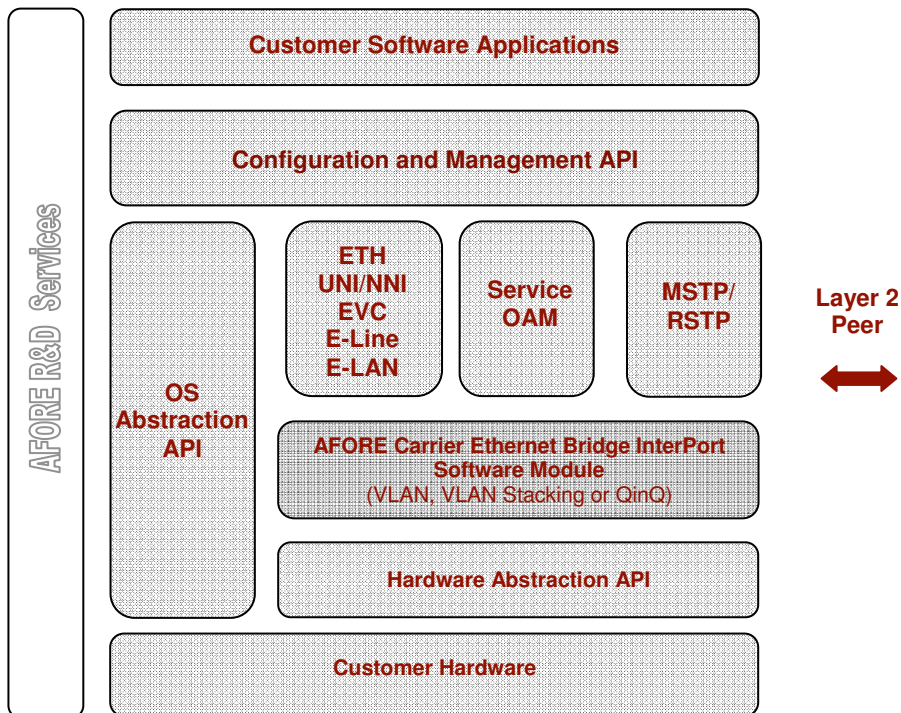 AFORE R&D Services
Customer Software Applications
Configuration and Management API
OS
Abstraction
API
ETH
UNI/NNI
EVC
E-Line
E-LAN
Service
OAM
MSTP/
RSTP
Layer 2
Peer
AFORE Carrier Ethernet Bridge InterPort
Software Module
(VLAN, VLAN Stacking or QinQ)
Hardware Abstraction API
Customer Hardware